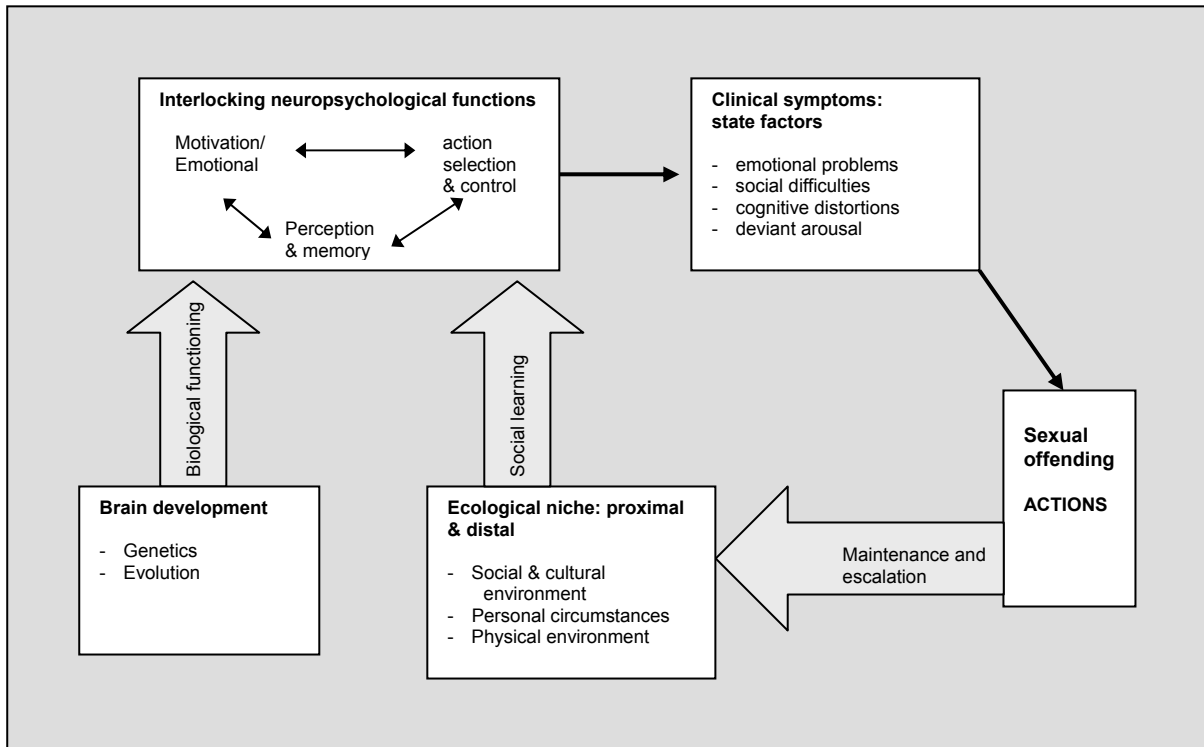 Interlocking neuropsychological functions
Motivation/
Emotional
action
selection
& control
Perception
& memory
Clinical symptoms:
state factors
- emotional problems
- social difficulties
- cognitive distortions
- deviant arousal
Biological functioning
Social learning
Brain development
- Genetics
- Evolution
Ecological niche: proximal
& distal
- Social & cultural
environment
- Personal circumstances
- Physical environment
Maintenance and
escalation
Sexual
offending
ACTIONS